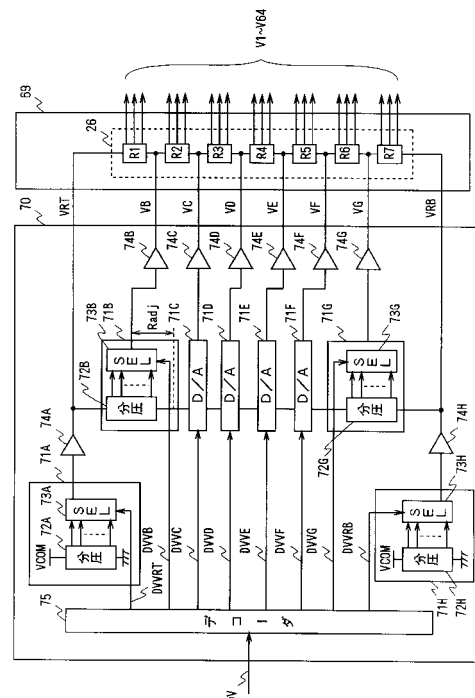 V1~V64
69
26
R1
R2
R3
R4
R5
R6
R7
70
VRT
VB
VC
VD
VE
VF
VG
VRB
74B
74C
74D
74E
74F
74G
73B
71B
Radj
71C
71D
71E
71F
71G
73G
72B
分圧
SEL
D/A
D/A
D/A
D/A
分圧
SEL
72G
74A
71A
73A
72A
VCOM
分圧
SEL
74H
73H
VCOM
分圧
SEL
71H
72H
DVVRT
DVVB
DVVC
DVVD
DVVE
DVVF
DVVG
DVVRB
75
デコーダ